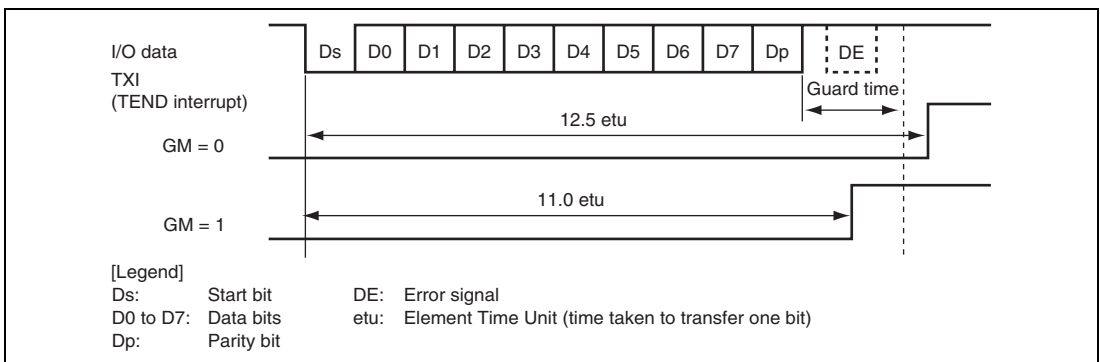 I/O data
Ds D0 D1 D2 D3 D4 D5 D6 D7 Dp DE
TXI
(TEND interrupt)
Guard time
12.5 etu
GM = 0
11.0 etu
GM = 1
[Legend]
Ds: Start bit DE: Error signal
D0 to D7: Data bits etu: Element Time Unit (time taken to transfer one bit)
Dp: Parity bit